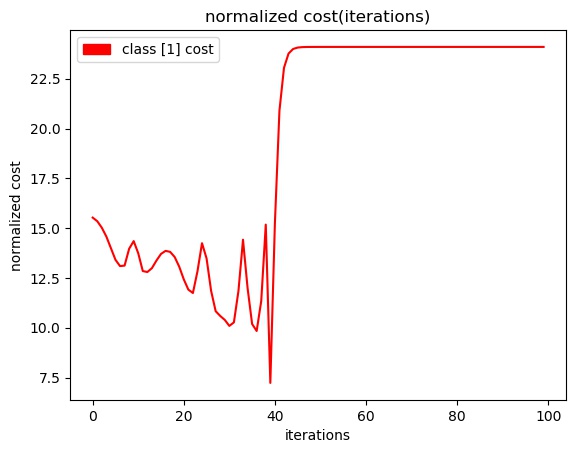 normalized cost(iterations)
class [1] cost
normalized cost
22.5
20.0
17.5
15.0
12.5
10.0
7.5
0 20 40 60 80 100
iterations